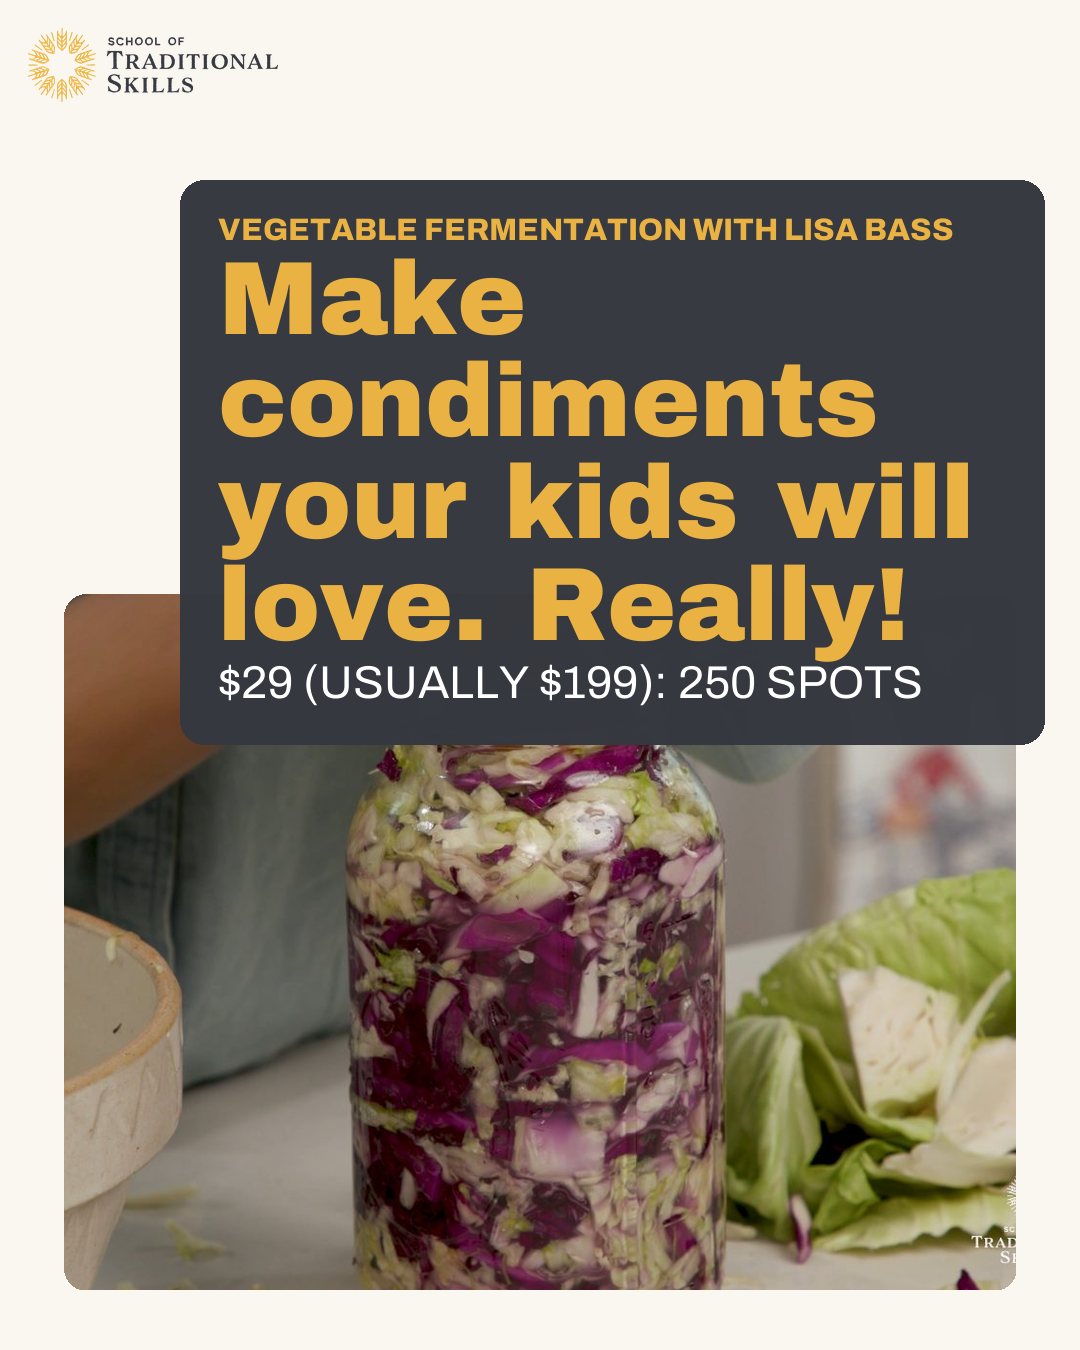 SCHOOL OF
TRADITIONAL
SKILLS
VEGETABLE FERMENTATION WITH LISA BASS
Make
condiments
your kids will
love. Really!
$29 (USUALLY $199): 250 SPOTS